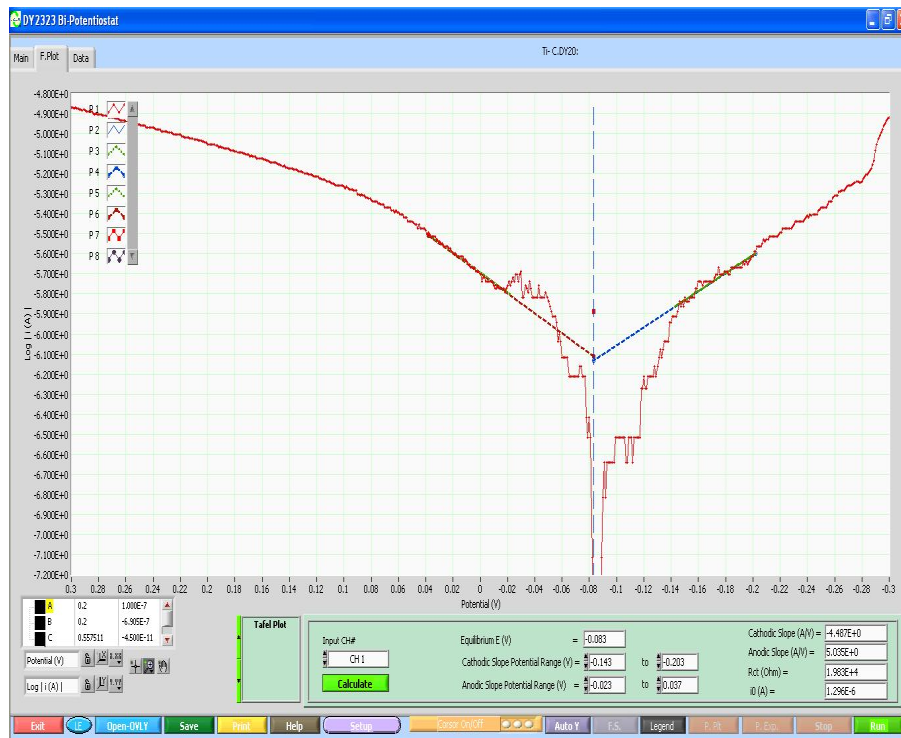 DY2323 Bi-Potentiostat
Main F.Plot Data
Ti- C.DY20:
-4.800E+0
-4.900E+0
-5.000E+0
-5.100E+0
-5.200E+0
-5.300E+0
-5.400E+0
-5.500E+0
-5.600E+0
-5.700E+0
-5.800E+0
-5.900E+0
-6.000E+0
-6.100E+0
-6.200E+0
-6.300E+0
-6.400E+0
-6.500E+0
-6.600E+0
-6.700E+0
-6.800E+0
-6.900E+0
-7.000E+0
-7.100E+0
-7.200E+0
Log | i (A) |
P 1
P 2
P 3
P 4
P 5
P 6
P 7
P 8
0.3 0.28 0.26 0.24 0.22 0.2 0.18 0.16 0.14 0.12 0.1 0.08 0.06 0.04 0.02 0 -0.02 -0.04 -0.06 -0.08 -0.1 -0.12 -0.14 -0.16 -0.18 -0.2 -0.22 -0.24 -0.26 -0.28 -0.3
Potential (V)
A 0.2 1.000E-7
B 0.2 -6.905E-7
C 0.557511 -4.500E-11
Potential (V)
Log | i (A) |
Tafel Plot
Input CH#
CH 1
Calculate
Equilibrium E (V) = -0.083
Cathodic Slope Potential Range (V) = -0.143 to -0.203
Anodic Slope Potential Range (V) = -0.023 to 0.037
Cathodic Slope (A/V) = -4.487E+0
Anodic Slope (A/V) = 5.035E+0
Rct (Ohm) = 1.983E+4
i0 (A) = 1.296E-6
Exit LE Open-OVLY Save Print Help Setup Cursor On/Off Auto Y F.S. Legend P. Plt P. Exp. Stop Run